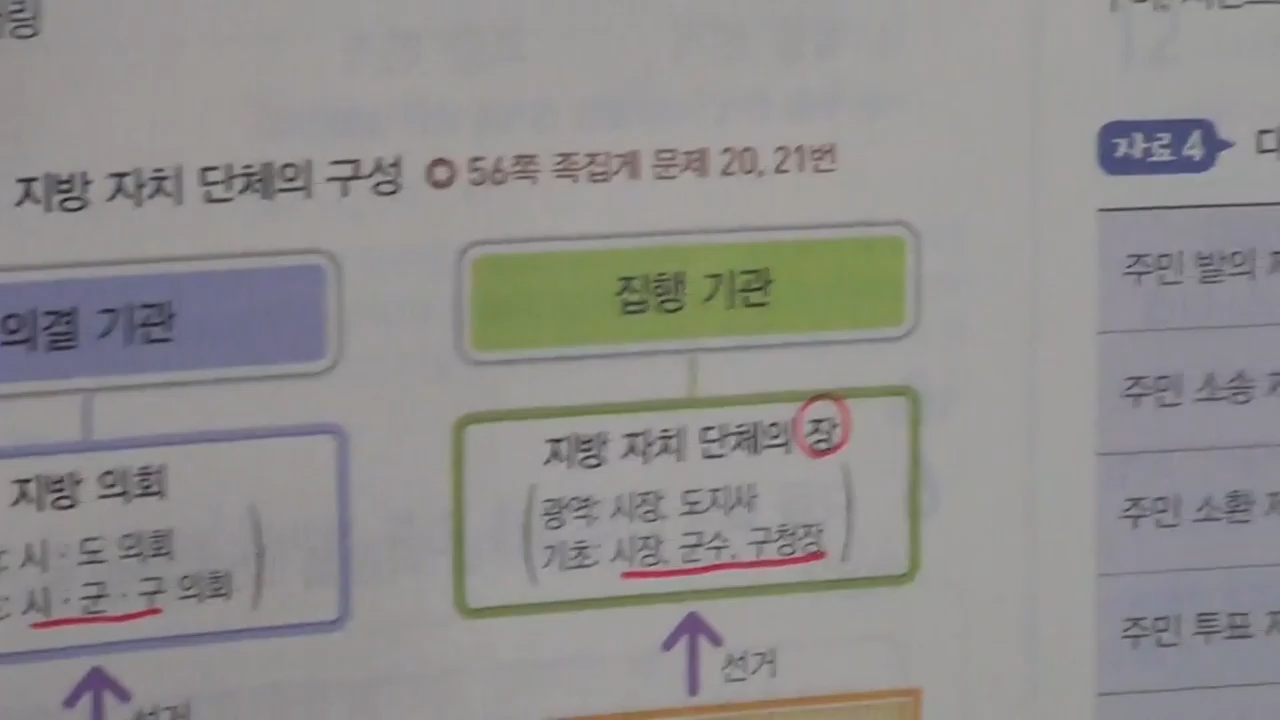 지방 자치 단체의 구성 56쪽 족집게 문제 20, 21번
의결 기관
지방 의회
시·도 의회
시·군·구 의회
선거
집행 기관
지방 자치 단체의 장
광역: 시장, 도지사
기초: 시장, 군수, 구청장
선거
자료 4
주민 발의
주민 소송
주민 소환
주민 투표